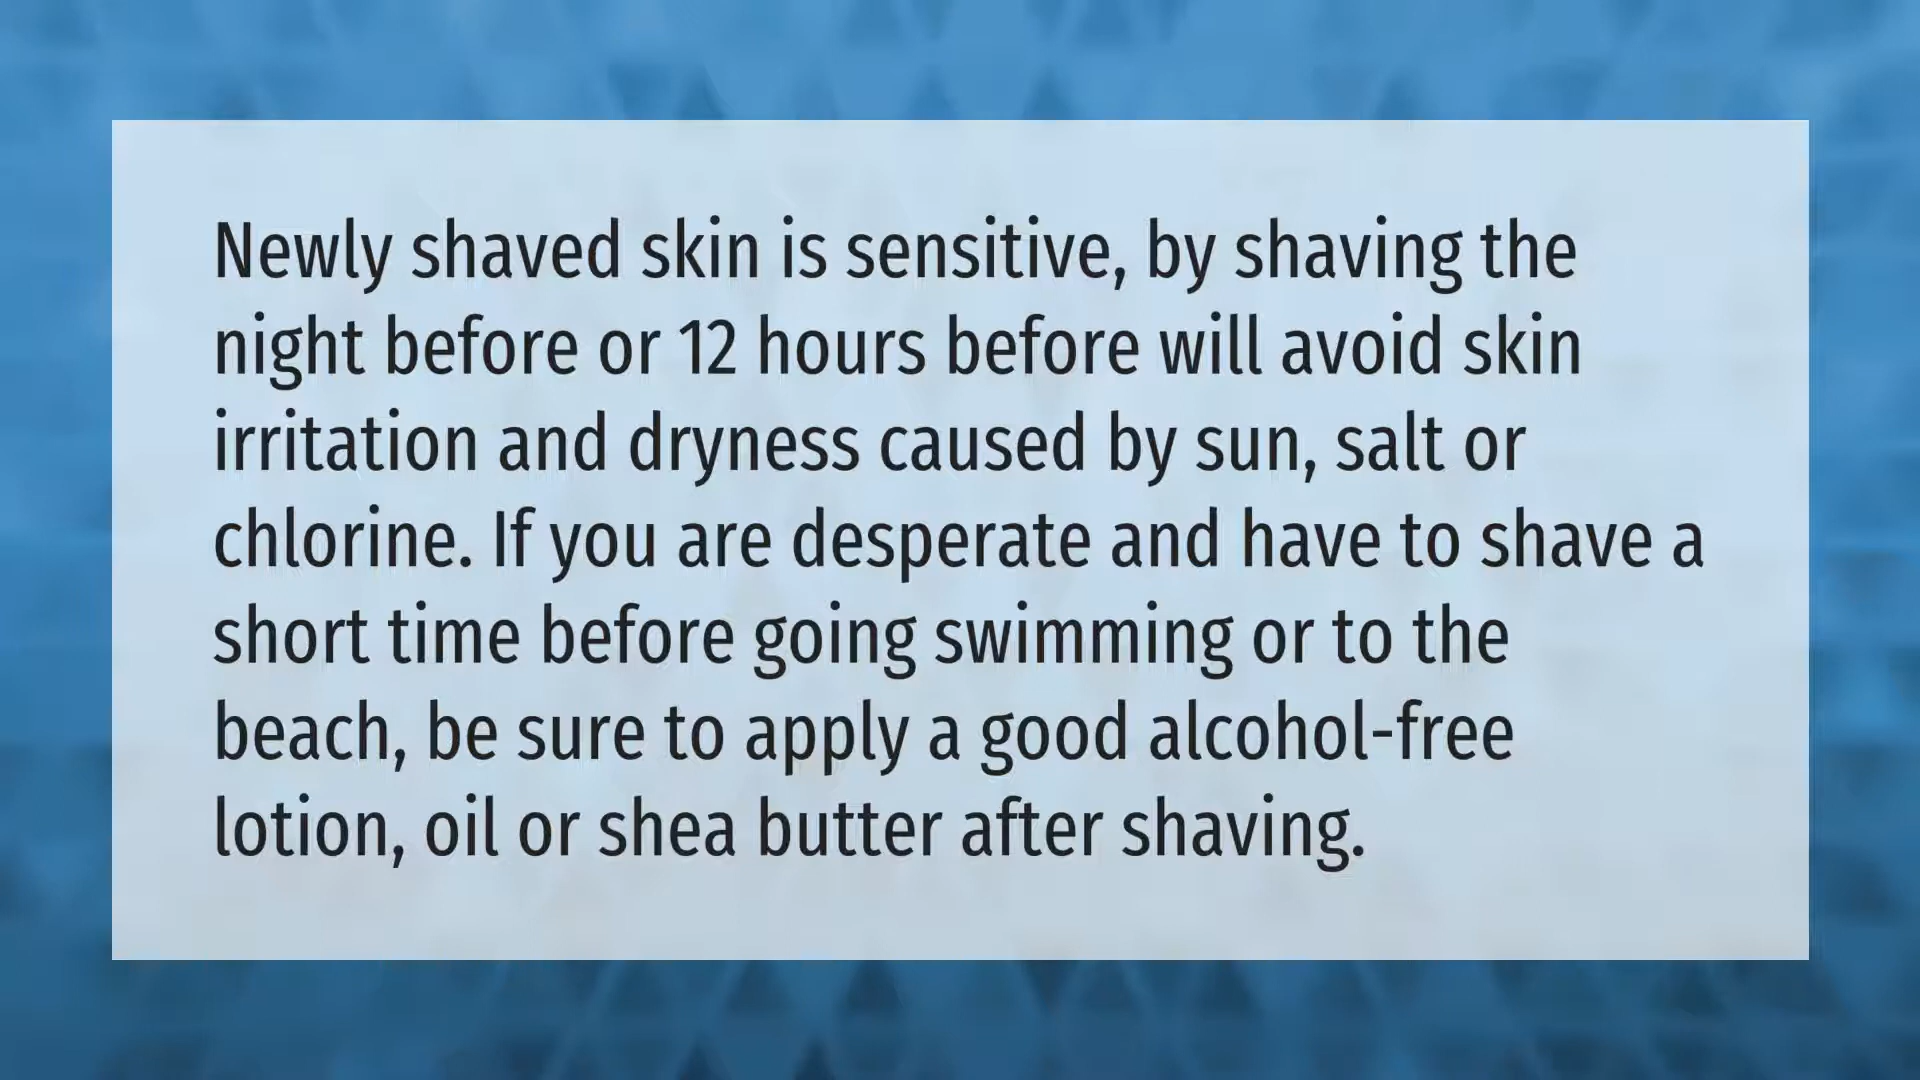 Newly shaved skin is sensitive, by shaving the
night before or 12 hours before will avoid skin
irritation and dryness caused by sun, salt or
chlorine. If you are desperate and have to shave a
short time before going swimming or to the
beach, be sure to apply a good alcohol-free
lotion, oil or shea butter after shaving.